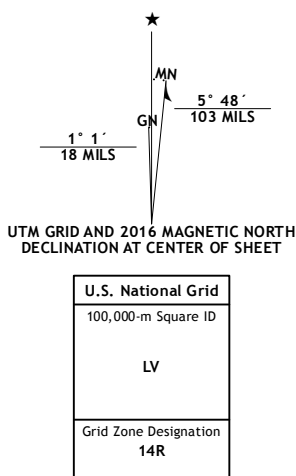 MN
5° 48´
103 MILS
GN
1° 1´
18 MILS
UTM GRID AND 2016 MAGNETIC NORTH
DECLINATION AT CENTER OF SHEET
U.S. National Grid
100,000-m Square ID
LV
Grid Zone Designation
14R